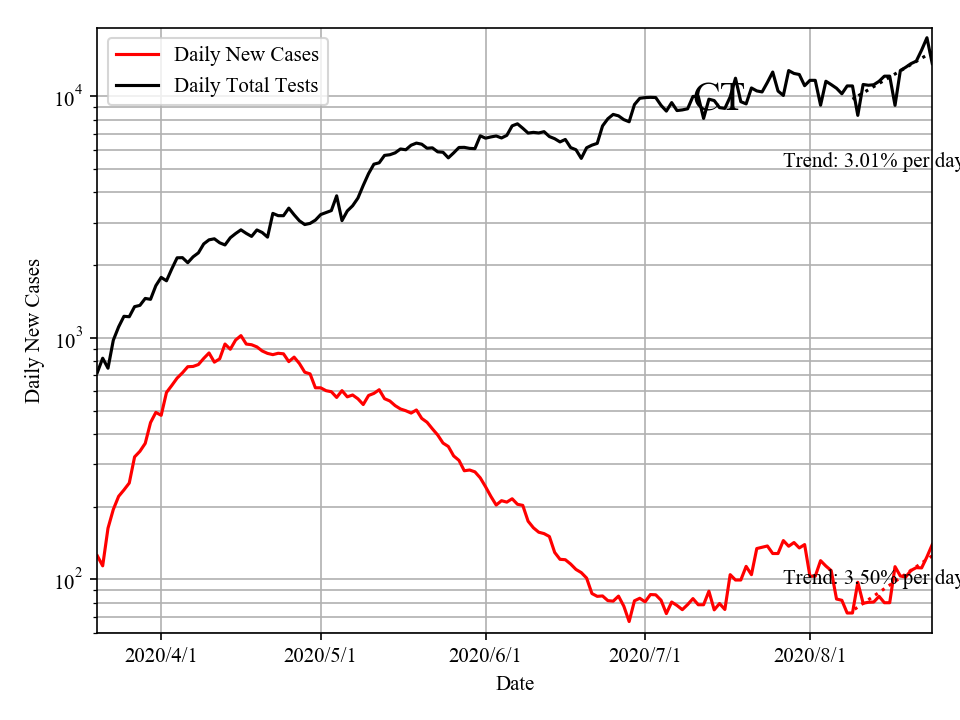 Daily New Cases
Daily Total Tests
CT
Trend: 3.01% per day
Trend: 3.50% per day
10^4
10^3
10^2
Daily New Cases
2020/4/1
2020/5/1
2020/6/1
2020/7/1
2020/8/1
Date